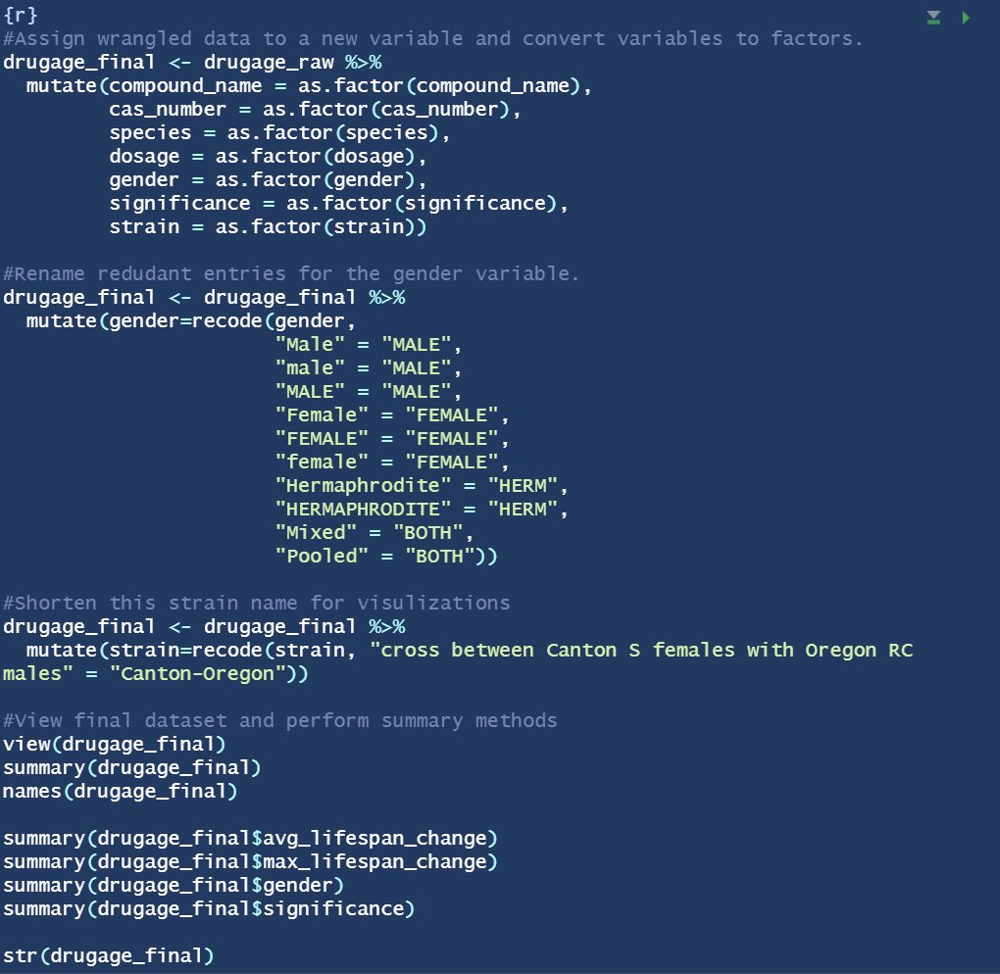 {r}
#Assign wrangled data to a new variable and convert variables to factors.
drugage_final <- drugage_raw %>%
  mutate(compound_name = as.factor(compound_name),
         cas_number = as.factor(cas_number),
         species = as.factor(species),
         dosage = as.factor(dosage),
         gender = as.factor(gender),
         significance = as.factor(significance),
         strain = as.factor(strain))

#Rename redudant entries for the gender variable.
drugage_final <- drugage_final %>%
  mutate(gender=recode(gender,
                       "Male" = "MALE",
                       "male" = "MALE",
                       "MALE" = "MALE",
                       "Female" = "FEMALE",
                       "FEMALE" = "FEMALE",
                       "female" = "FEMALE",
                       "Hermaphrodite" = "HERM",
                       "HERMAPHRODITE" = "HERM",
                       "Mixed" = "BOTH",
                       "Pooled" = "BOTH"))

#Shorten this strain name for visulizations
drugage_final <- drugage_final %>%
  mutate(strain=recode(strain, "cross between Canton S females with Oregon RC
males" = "Canton-Oregon"))

#View final dataset and perform summary methods
view(drugage_final)
summary(drugage_final)
names(drugage_final)

summary(drugage_final$avg_lifespan_change)
summary(drugage_final$max_lifespan_change)
summary(drugage_final$gender)
summary(drugage_final$significance)

str(drugage_final)